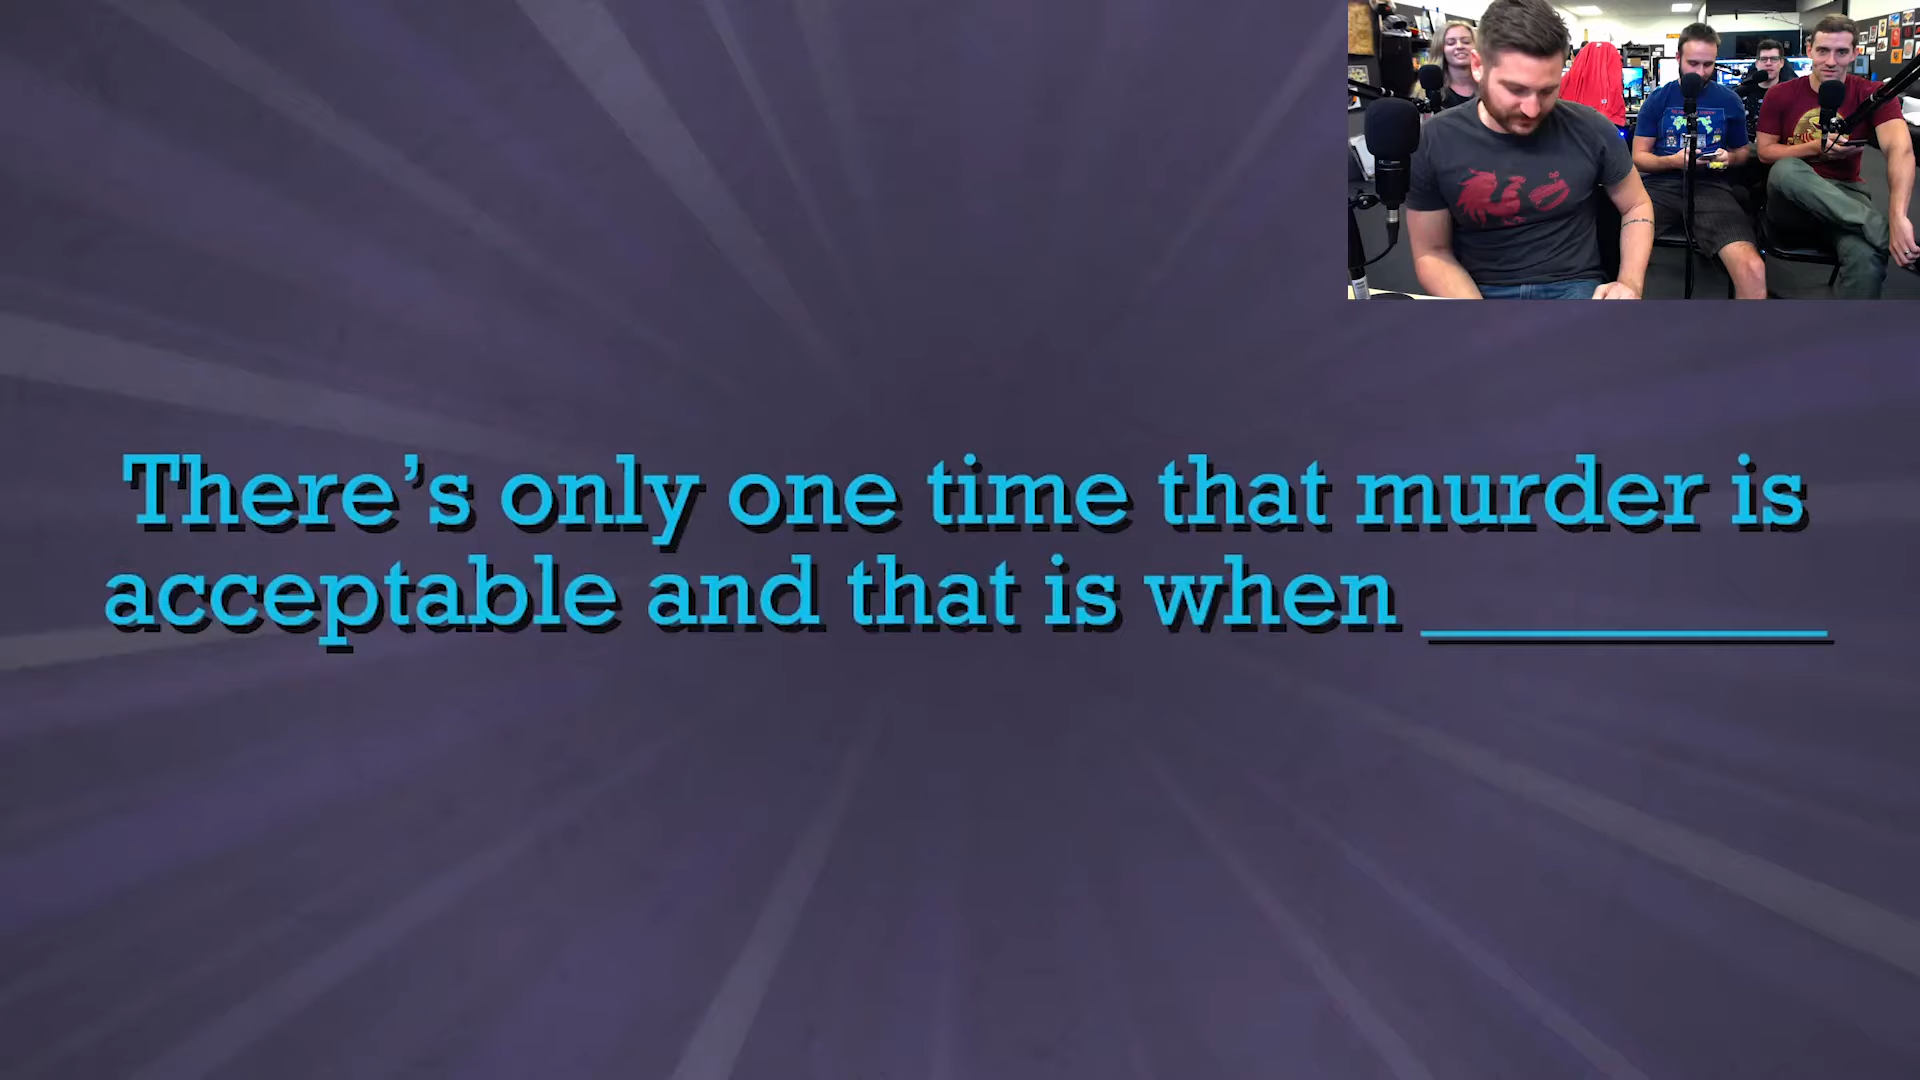 There’s only one time that murder is
acceptable and that is when ________